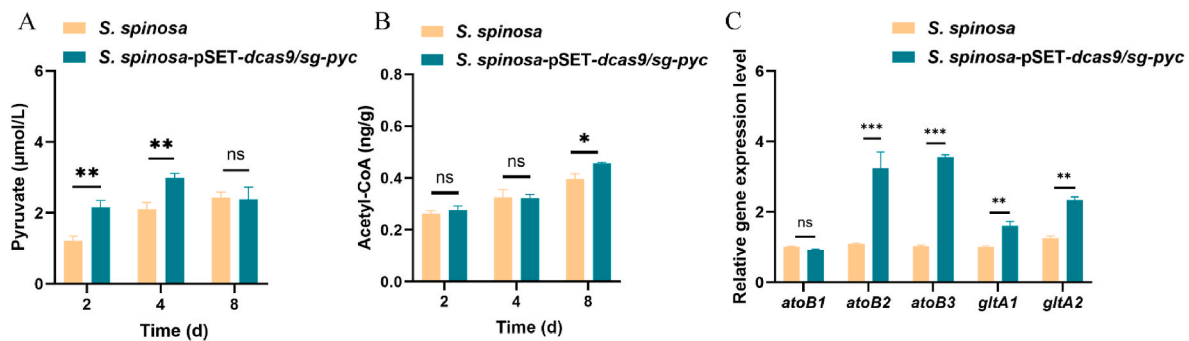 A
S. spinosa
S. spinosa-pSET-dcas9/sg-pyc
Pyruvate (μmol/L)
6
4
2
0
**
**
ns
2
4
8
Time (d)
B
S. spinosa
S. spinosa-pSET-dcas9/sg-pyc
Acetyl-CoA (ng/g)
0.8
0.6
0.4
0.2
0.0
ns
ns
*
2
4
8
Time (d)
C
S. spinosa
S. spinosa-pSET-dcas9/sg-pyc
Relative gene expression level
6
4
2
0
ns
***
***
**
**
atoB1
atoB2
atoB3
gltA1
gltA2